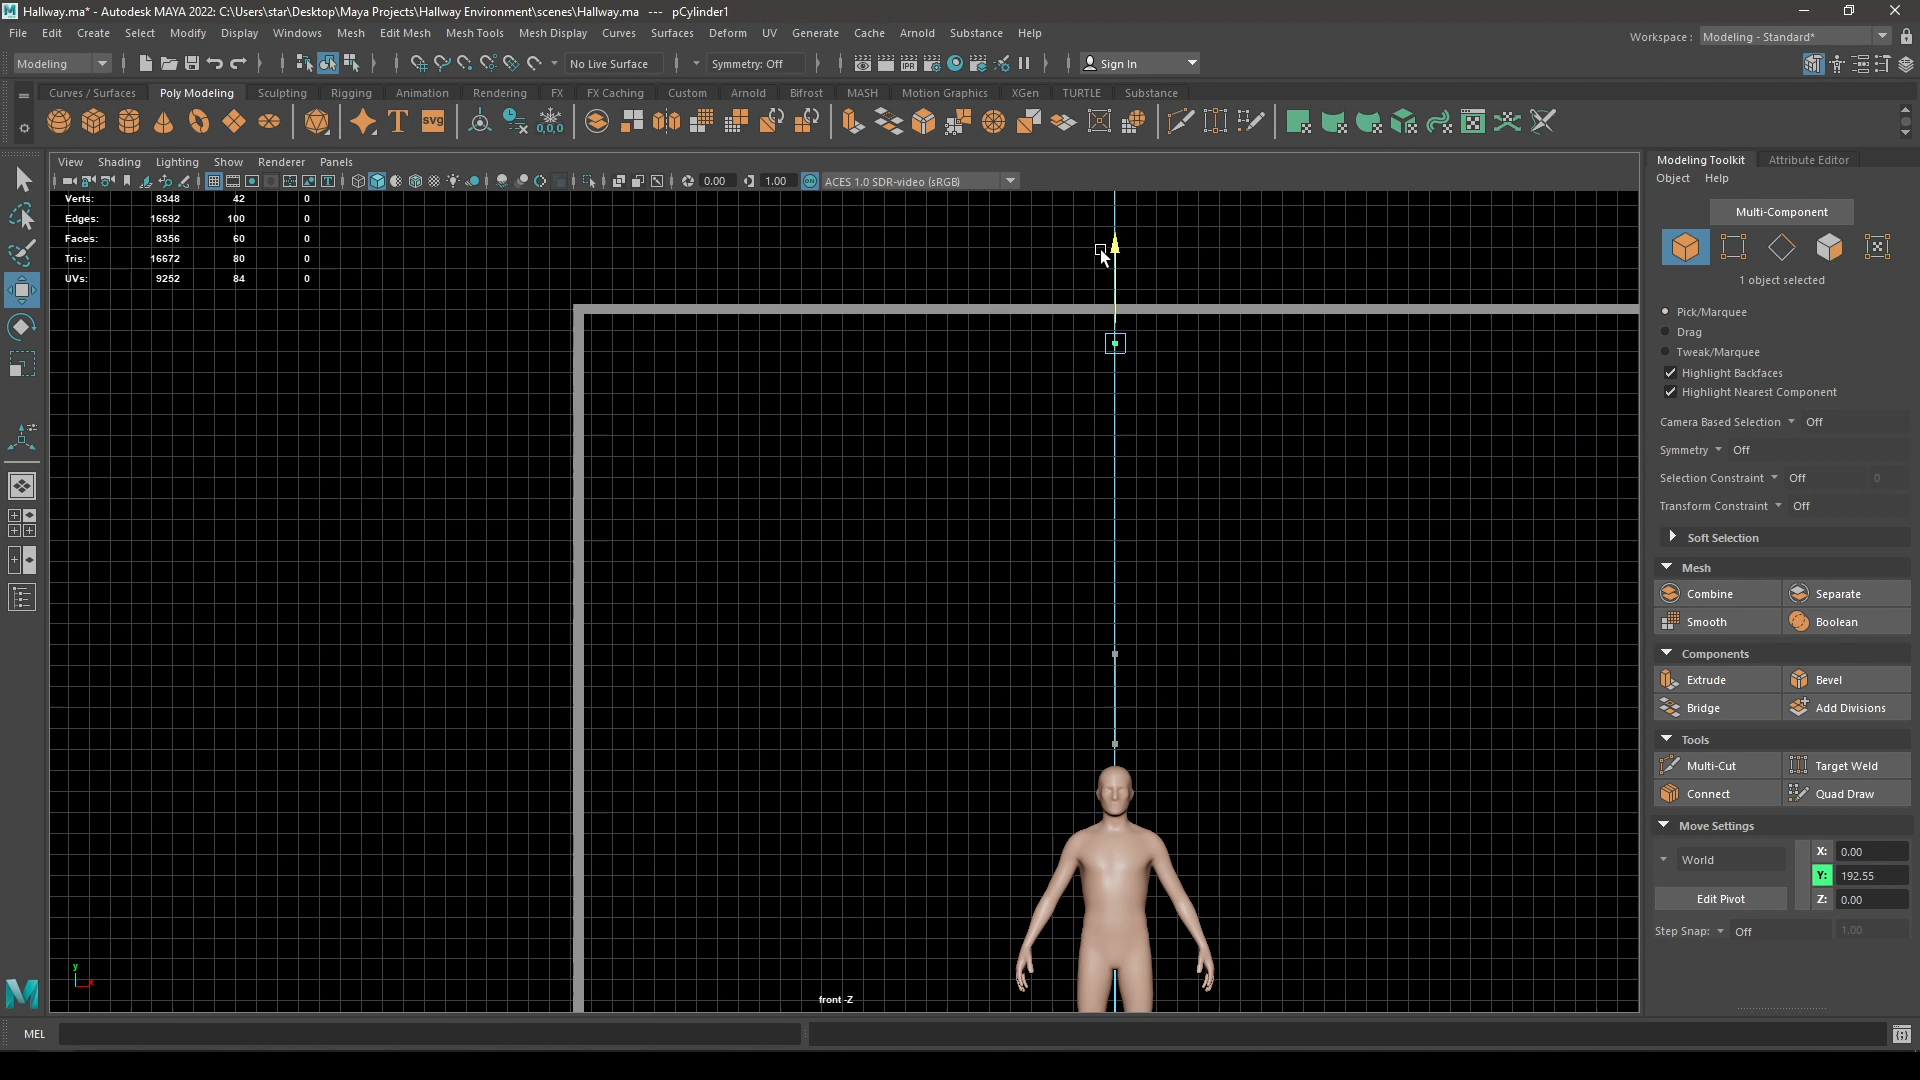 Hallway.ma* - Autodesk MAYA 2022: C:\Users\star\Desktop\Maya Projects\Hallway Environment\scenes\Hallway.ma --- pCylinder1
File Edit Create Select Modify Display Windows Mesh Edit Mesh Mesh Tools Mesh Display Curves Surfaces Deform UV Generate Cache Arnold Substance Help
Workspace : Modeling - Standard*
Modeling No Live Surface Symmetry: Off Sign In
Curves / Surfaces Poly Modeling Sculpting Rigging Animation Rendering FX FX Caching Custom Arnold Bifrost MASH Motion Graphics XGen TURTLE Substance
View Shading Lighting Show Renderer Panels
0.00 1.00 ACES 1.0 SDR-video (sRGB)
Verts: 8348 42 0
Edges: 16692 100 0
Faces: 8356 60 0
Tris: 16672 80 0
UVs: 9252 84 0
front -Z
y
x
Modeling Toolkit Attribute Editor
Object Help
Multi-Component
1 object selected
Pick/Marquee
Drag
Tweak/Marquee
Highlight Backfaces
Highlight Nearest Component
Camera Based Selection Off
Symmetry Off
Selection Constraint Off 0
Transform Constraint Off
Soft Selection
Mesh
Combine Separate
Smooth Boolean
Components
Extrude Bevel
Bridge Add Divisions
Tools
Multi-Cut Target Weld
Connect Quad Draw
Move Settings
World
X: 0.00
Y: 192.55
Edit Pivot
Z: 0.00
Step Snap: Off 1.00
MEL